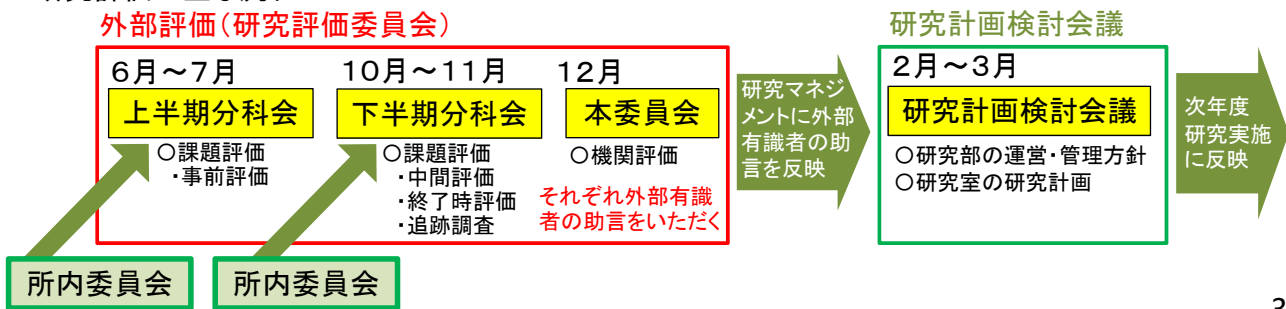 外部評価(研究評価委員会)
6月～7月
上半期分科会
○課題評価
・事前評価
10月～11月
下半期分科会
○課題評価
・中間評価
・終了時評価
・追跡調査
12月
本委員会
○機関評価
それぞれ外部有識
者の助言をいただく
所内委員会
所内委員会
研究マネジ
メントに外部
有識者の助
言を反映
研究計画検討会議
2月～3月
研究計画検討会議
○研究部の運営・管理方針
○研究室の研究計画
次年度
研究実施
に反映
3